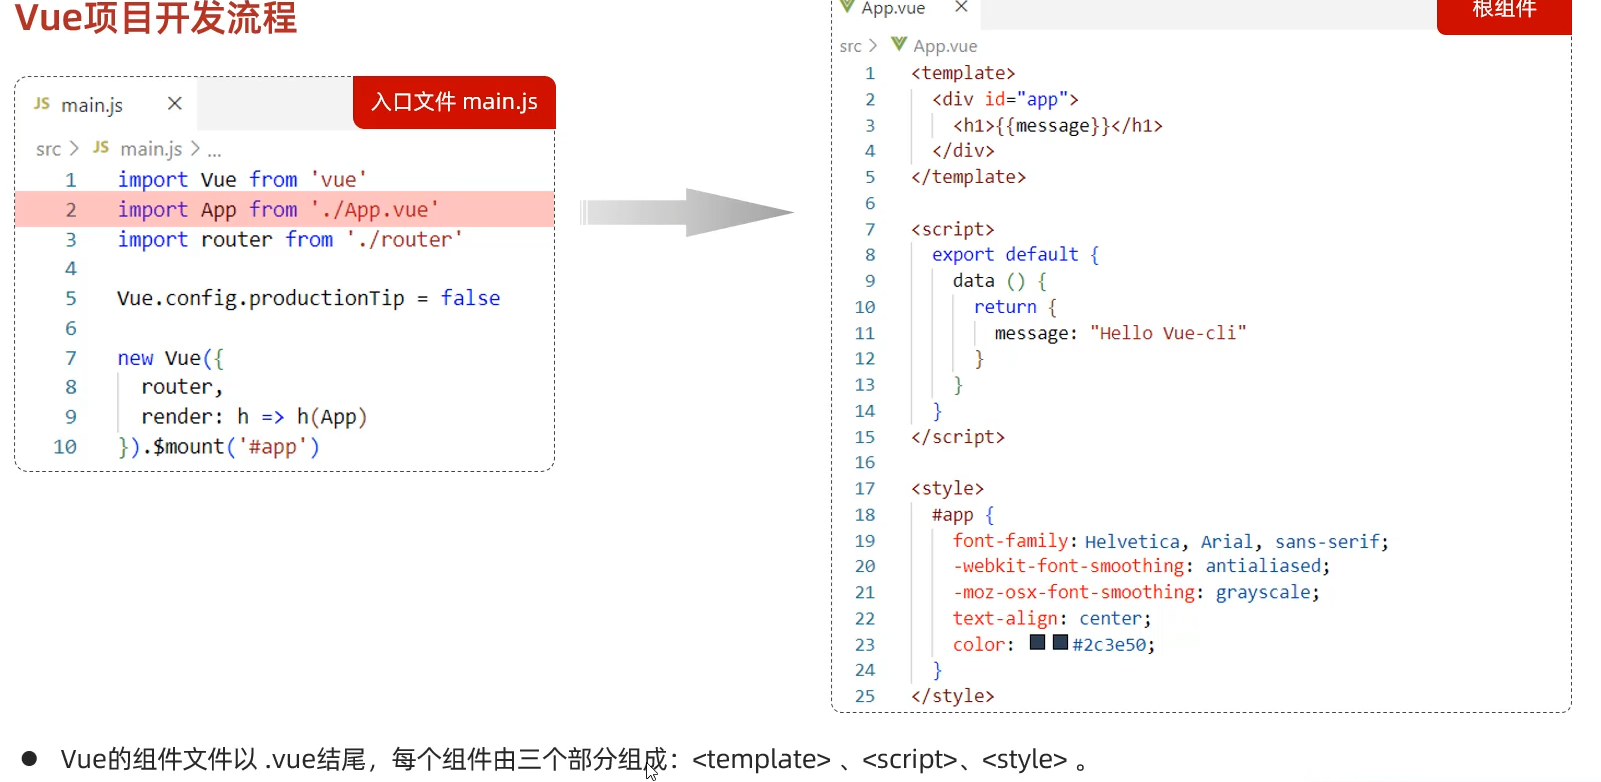 Vue项目开发流程
JS main.js ×
入口文件 main.js
src > JS main.js > ...
1 import Vue from 'vue'
2 import App from './App.vue'
3 import router from './router'
4
5 Vue.config.productionTip = false
6
7 new Vue({
8 router,
9 render: h => h(App)
10 }).$mount('#app')
App.vue ×
根组件
src > App.vue
1 <template>
2 <div id="app">
3 <h1>{{message}}</h1>
4 </div>
5 </template>
6
7 <script>
8 export default {
9 data () {
10 return {
11 message: "Hello Vue-cli"
12 }
13 }
14 }
15 </script>
16
17 <style>
18 #app {
19 font-family: Helvetica, Arial, sans-serif;
20 -webkit-font-smoothing: antialiased;
21 -moz-osx-font-smoothing: grayscale;
22 text-align: center;
23 color: #2c3e50;
24 }
25 </style>
● Vue的组件文件以 .vue结尾，每个组件由三个部分组成：<template> 、<script>、<style> 。